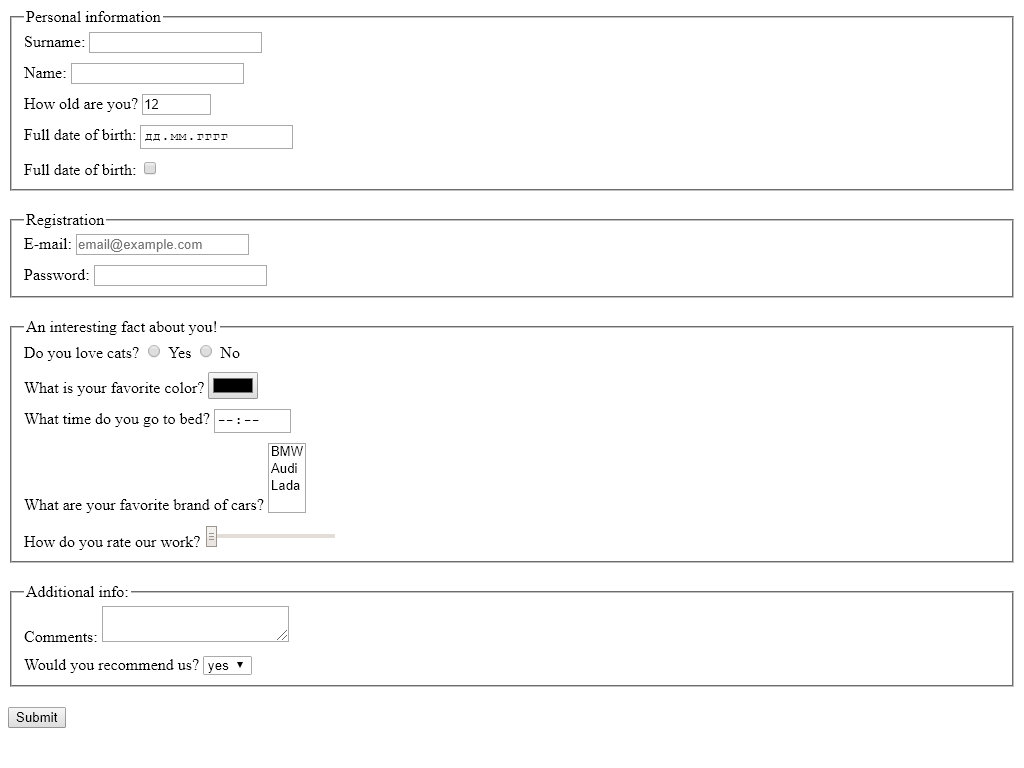 Personal information
Surname:
Name:
How old are you? 12
Full date of birth: дд.мм.гггг
Full date of birth:
Registration
E-mail: email@example.com
Password:
An interesting fact about you!
Do you love cats? Yes No
What is your favorite color?
What time do you go to bed? --:--
BMW
Audi
Lada
What are your favorite brand of cars?
How do you rate our work?
Additional info:
Comments:
Would you recommend us? yes
Submit